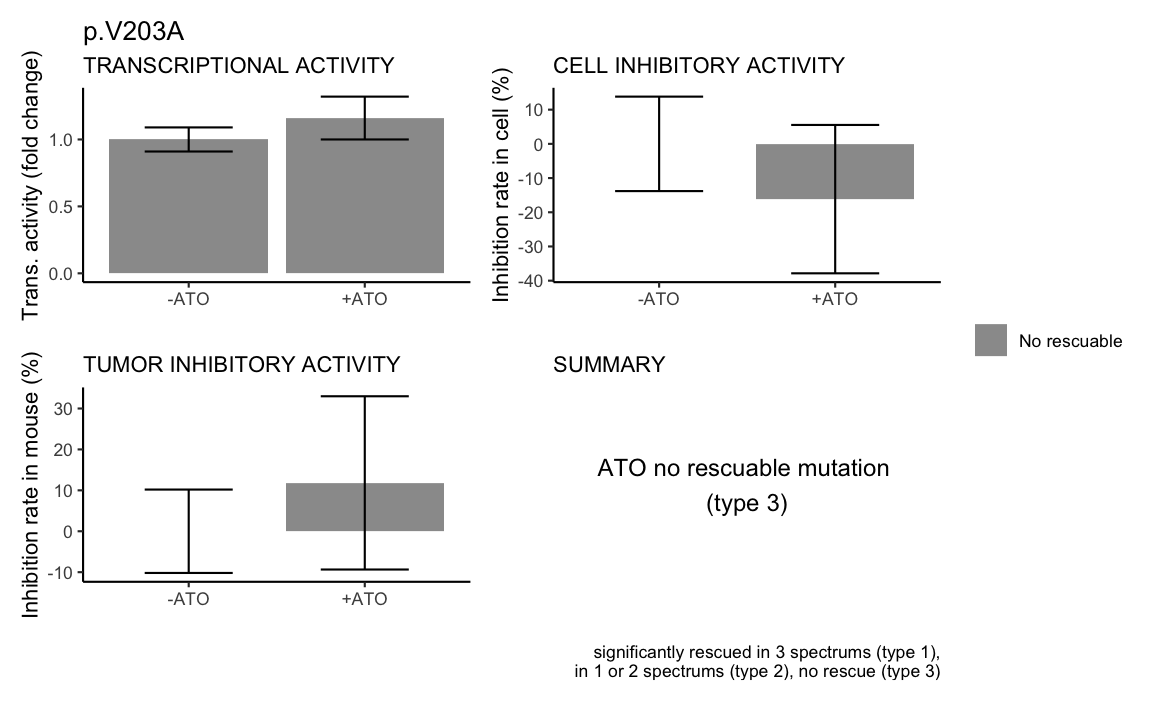 p.V203A
TRANSCRIPTIONAL ACTIVITY
Trans. activity (fold change)
1.0
0.5
0.0
-ATO
+ATO
CELL INHIBITORY ACTIVITY
Inhibition rate in cell (%)
10
0
-10
-20
-30
-40
-ATO
+ATO
No rescuable
TUMOR INHIBITORY ACTIVITY
Inhibition rate in mouse (%)
30
20
10
0
-10
-ATO
+ATO
SUMMARY
ATO no rescuable mutation
(type 3)
significantly rescued in 3 spectrums (type 1),
in 1 or 2 spectrums (type 2), no rescue (type 3)